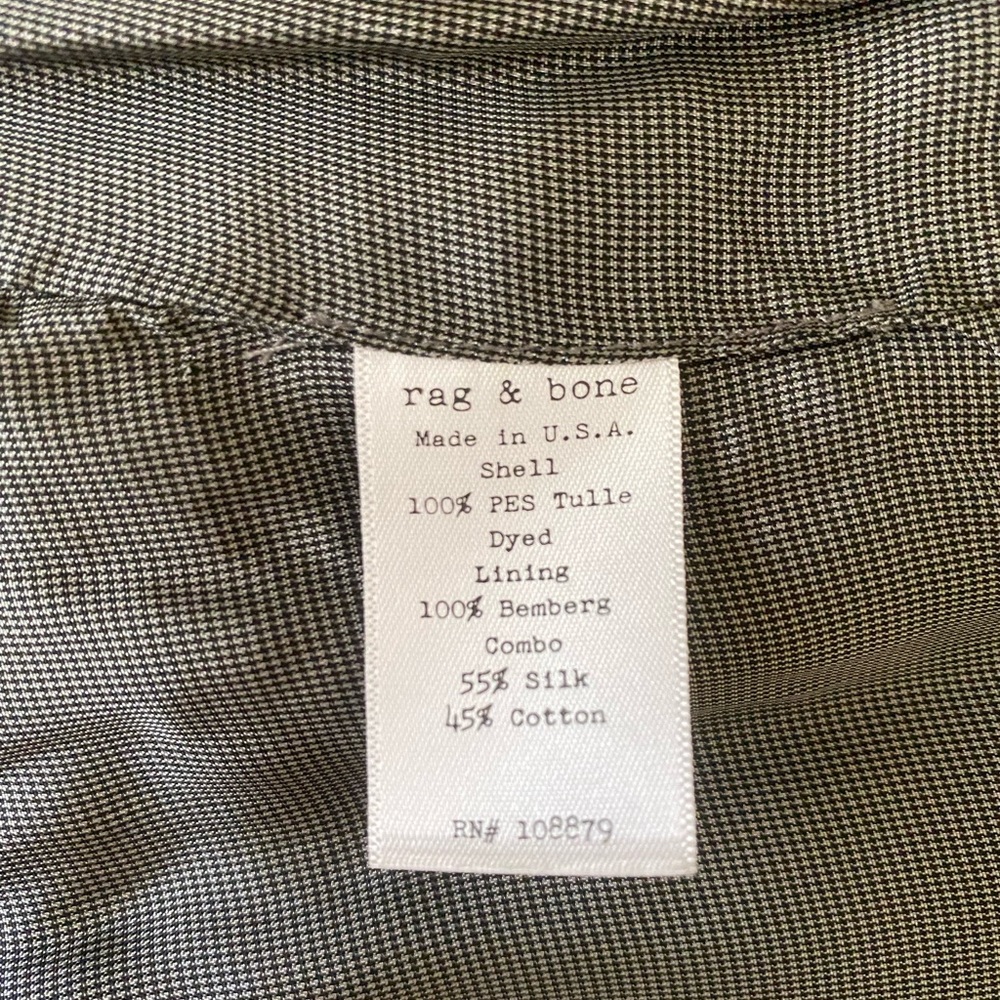 rag & bone
Made in U.S.A.
Shell
100% PES Tulle
Dyed
Lining
100% Bemberg
Combo
55% Silk
45% Cotton
RN# 108879